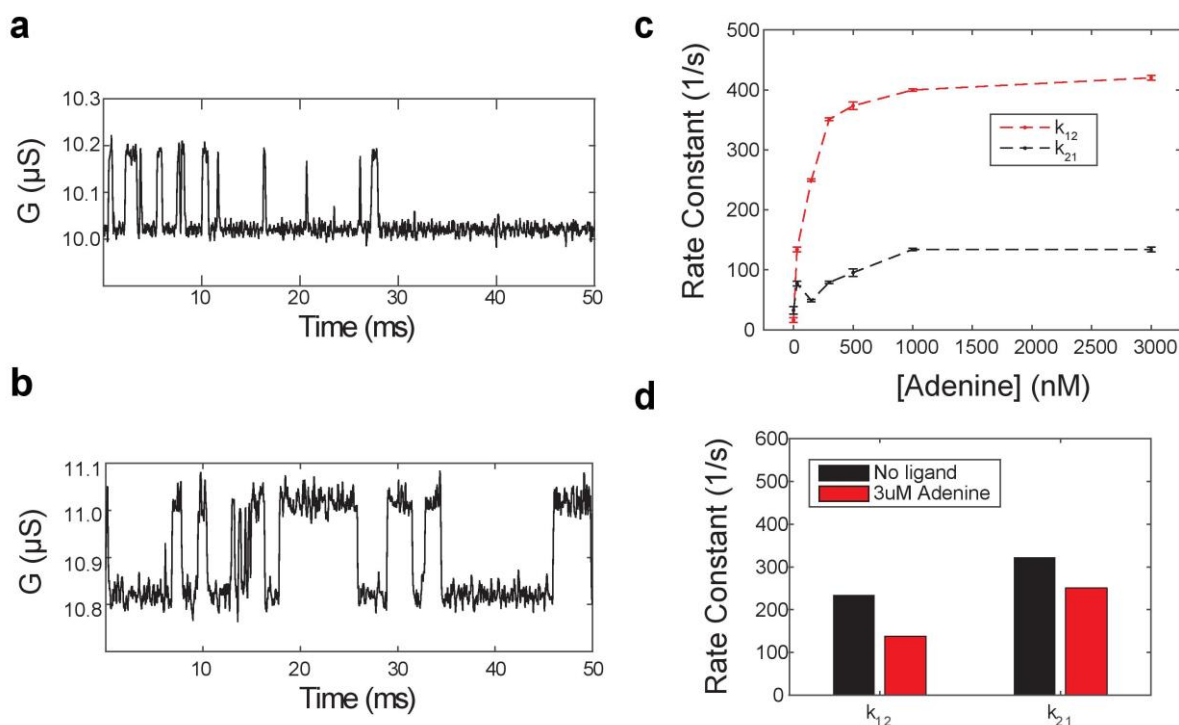 a
G (µS)
10.3
10.2
10.1
10.0
10 20 30 40 50
Time (ms)
b
G (µS)
11.1
11.0
10.9
10.8
10 20 30 40 50
Time (ms)
c
Rate Constant (1/s)
500
400
300
200
100
0
k12
k21
0 500 1000 1500 2000 2500 3000
[Adenine] (nM)
d
Rate Constant (1/s)
600
500
400
300
200
100
0
No ligand
3uM Adenine
k12 k21